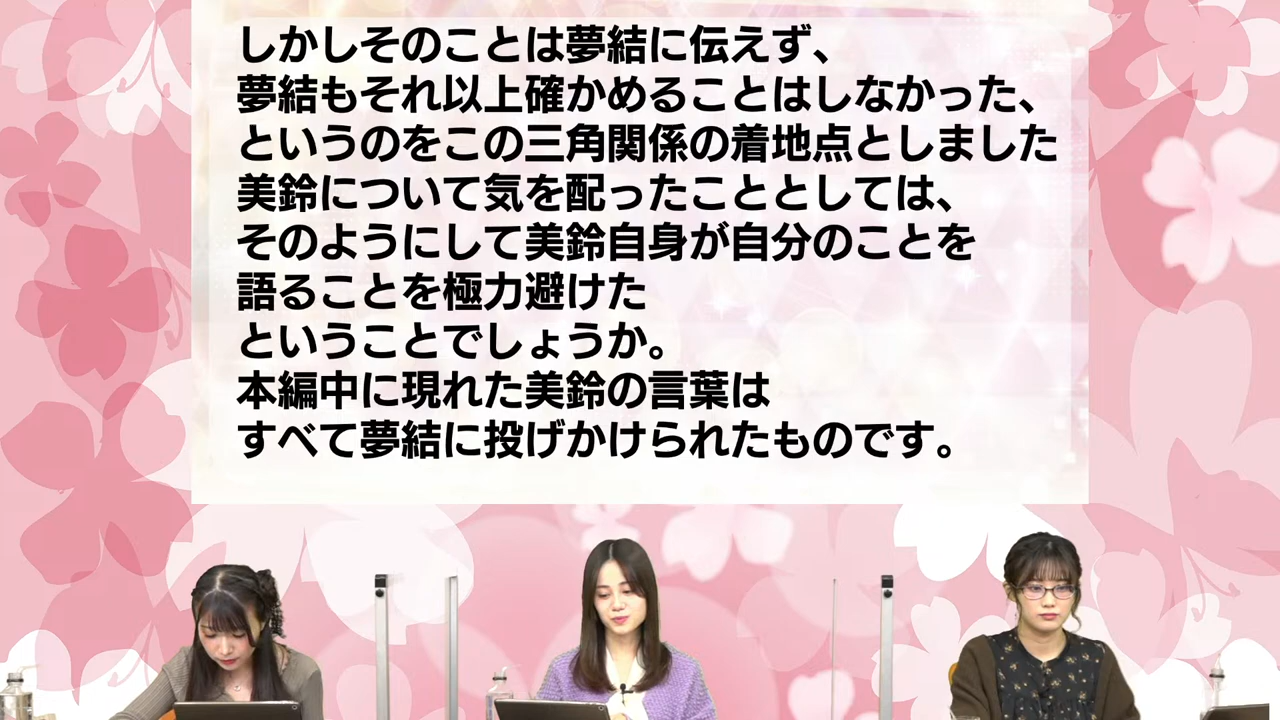 しかしそのことは夢結に伝えず、
夢結もそれ以上確かめることはしなかった、
というのをこの三角関係の着地点としました
美鈴について気を配ったこととしては、
そのようにして美鈴自身が自分のことを
語ることを極力避けた
ということでしょうか。
本編中に現れた美鈴の言葉は
すべて夢結に投げかけられたものです。